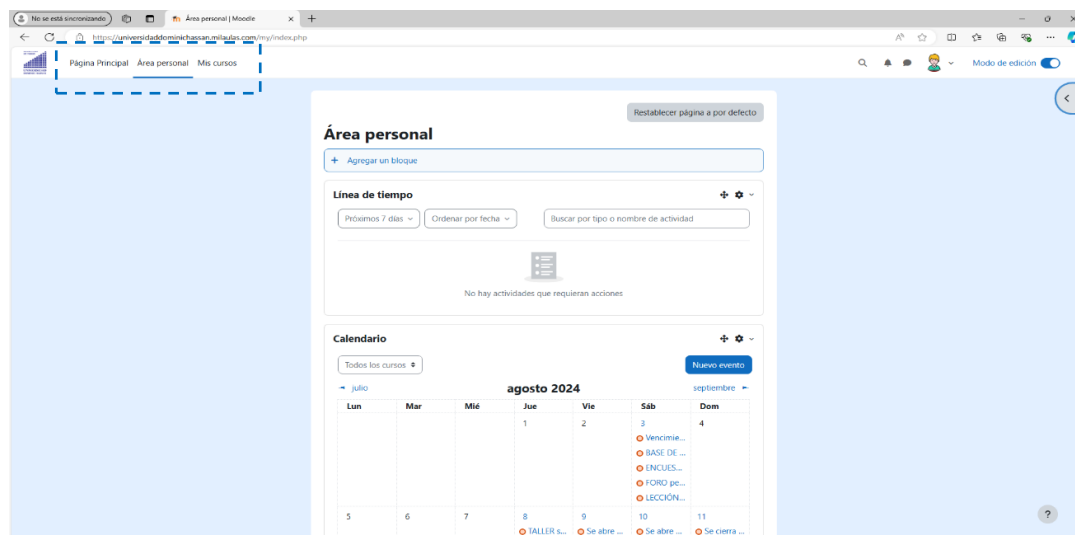 No se está sincronizando
Área personal | Moodle
https://universidaddominichassan.milaulas.com/my/index.php
Página Principal Área personal Mis cursos
Modo de edición
Restablecer página a por defecto
Área personal
+ Agregar un bloque
Línea de tiempo
Próximos 7 días
Ordenar por fecha
Buscar por tipo o nombre de actividad
No hay actividades que requieran acciones
Calendario
Todos los cursos
Nuevo evento
◄ julio agosto 2024 septiembre ►
Lun Mar Mié Jue Vie Sáb Dom
1 2 3 4
Vencimie...
BASE DE ...
ENCUES...
FORO pe...
LECCIÓN...
5 6 7 8 9 10 11
TALLER s... Se abre ... Se abre ... Se cierra ...
?